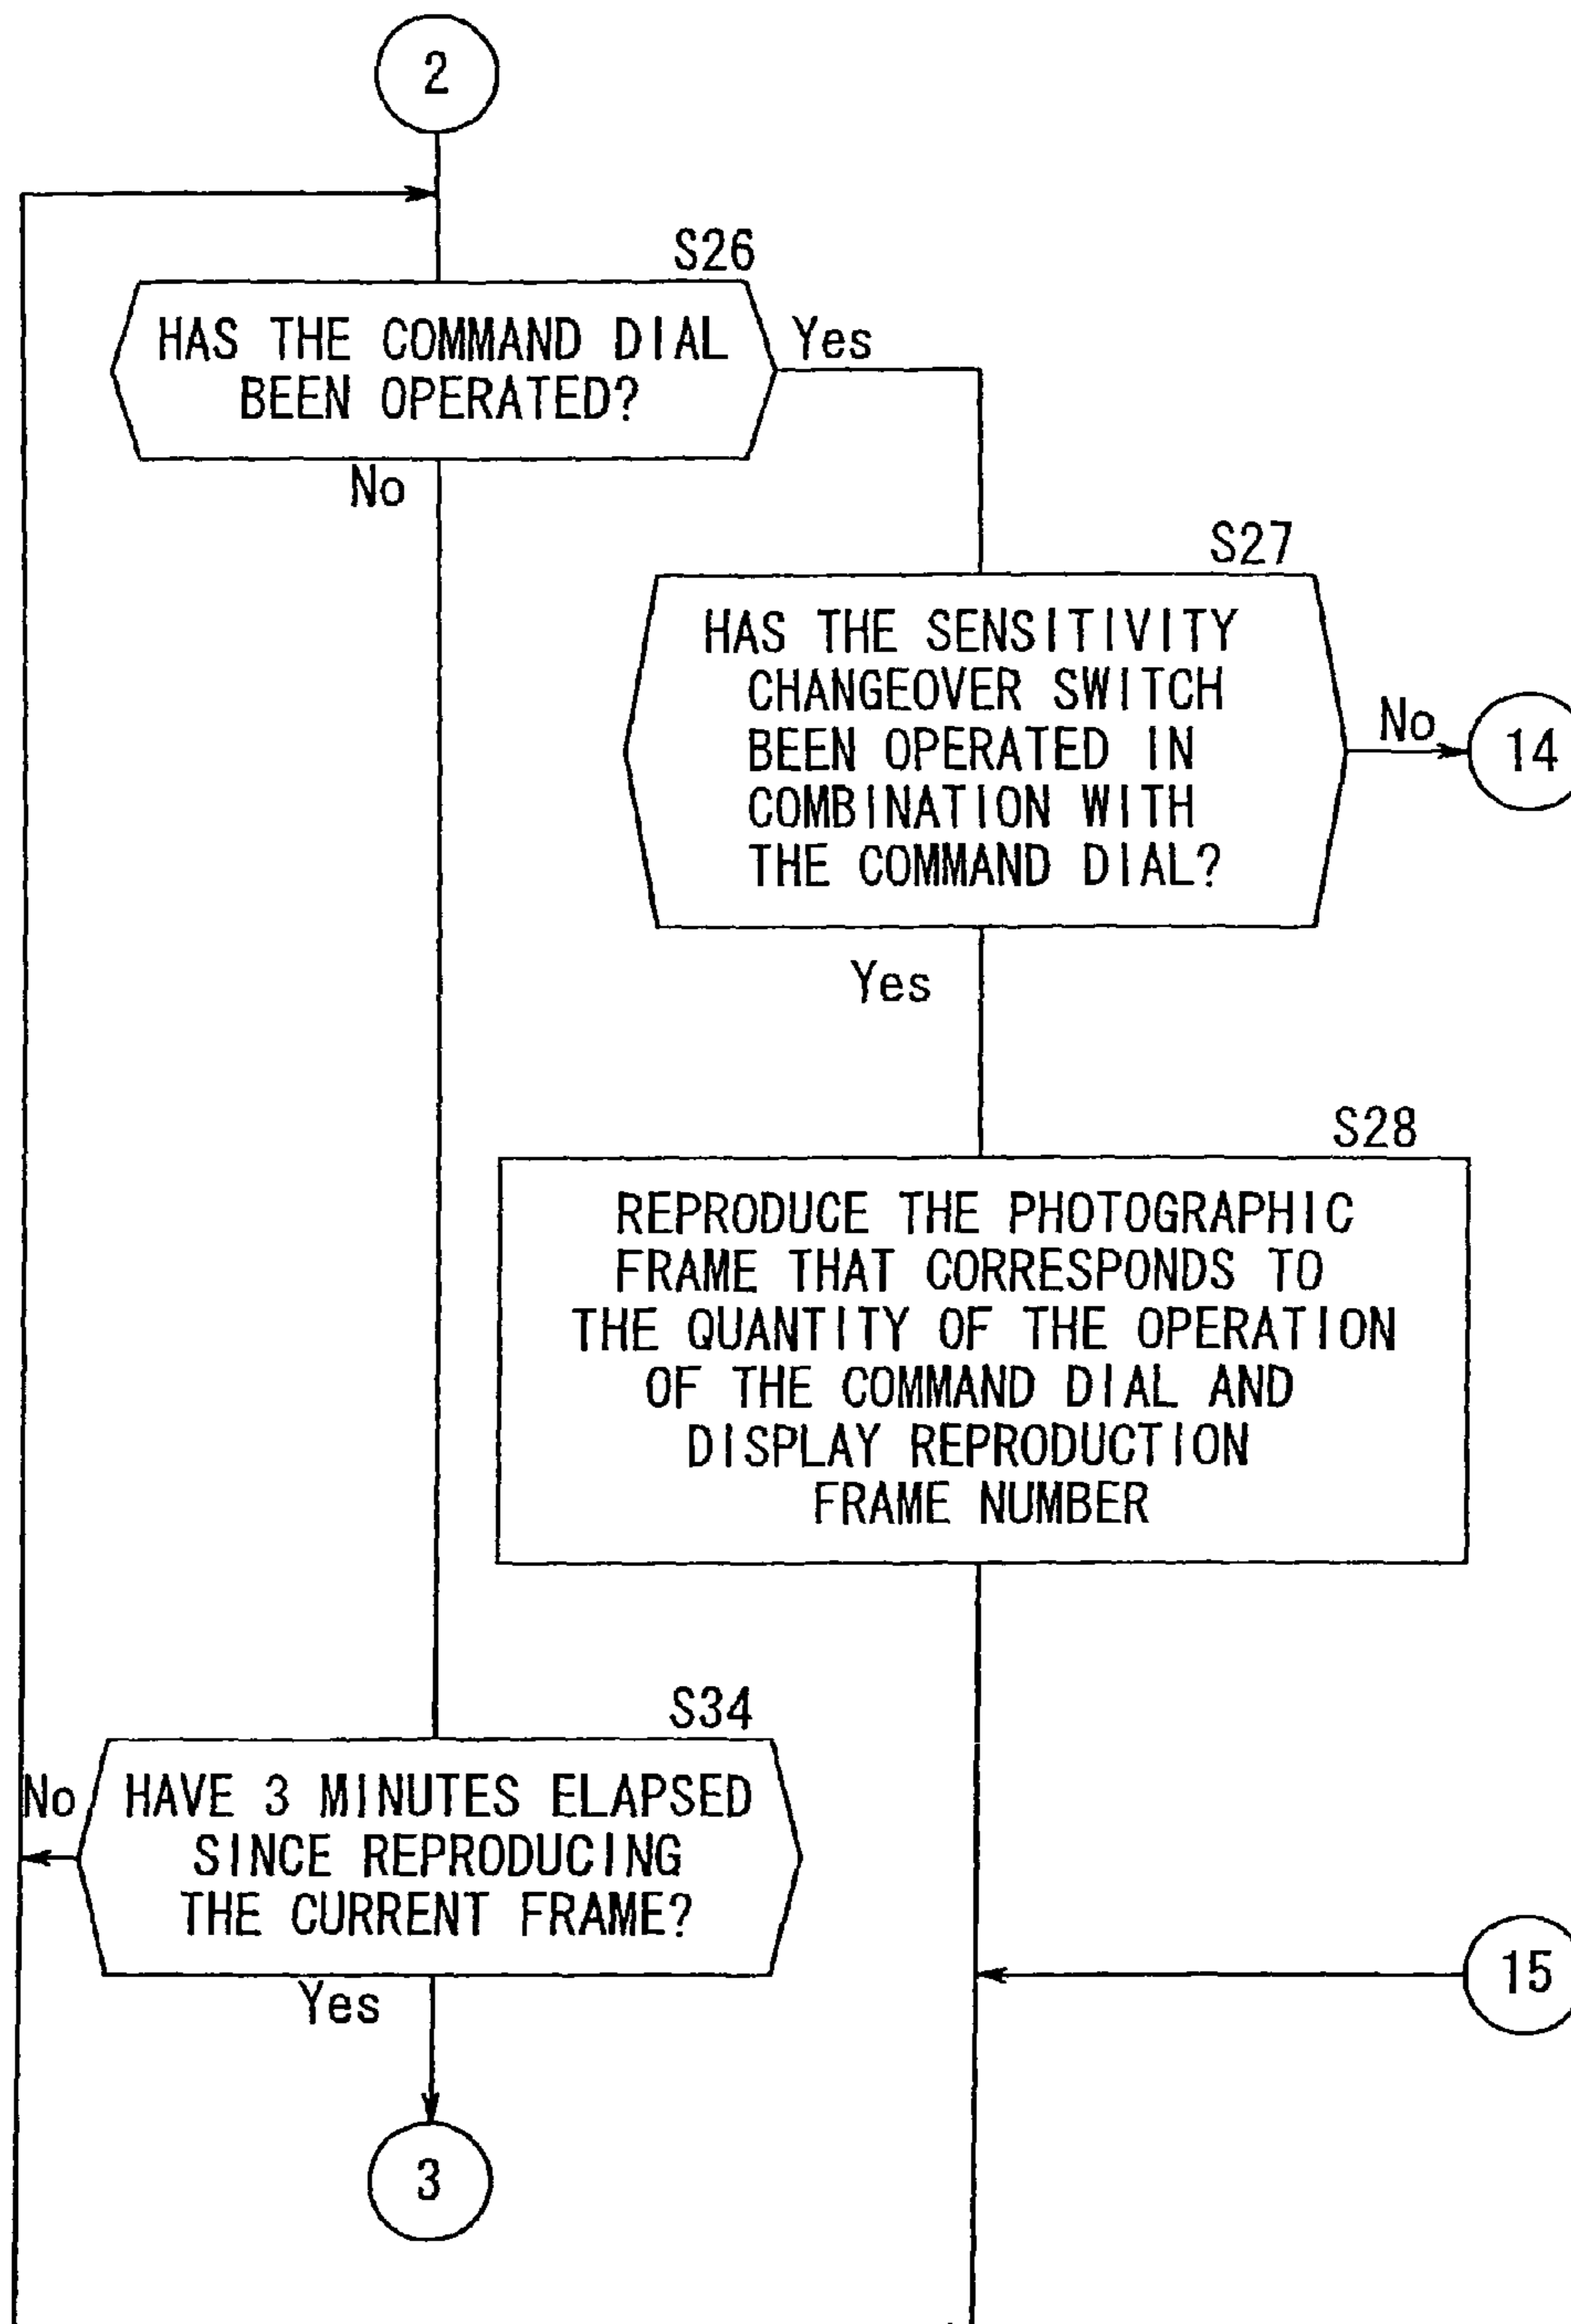 2
S26
HAS THE COMMAND DIAL
BEEN OPERATED?
Yes
No
S27
HAS THE SENSITIVITY
CHANGEOVER SWITCH
BEEN OPERATED IN
COMBINATION WITH
THE COMMAND DIAL?
No
14
Yes
S28
REPRODUCE THE PHOTOGRAPHIC
FRAME THAT CORRESPONDS TO
THE QUANTITY OF THE OPERATION
OF THE COMMAND DIAL AND
DISPLAY REPRODUCTION
FRAME NUMBER
S34
No
HAVE 3 MINUTES ELAPSED
SINCE REPRODUCING
THE CURRENT FRAME?
Yes
15
3